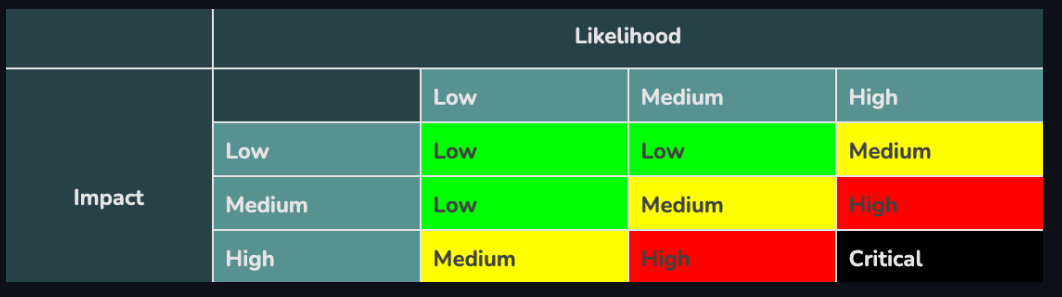 Likelihood
Low Medium High
Low Low Low Medium
Impact
Medium Low Medium High
High Medium High Critical